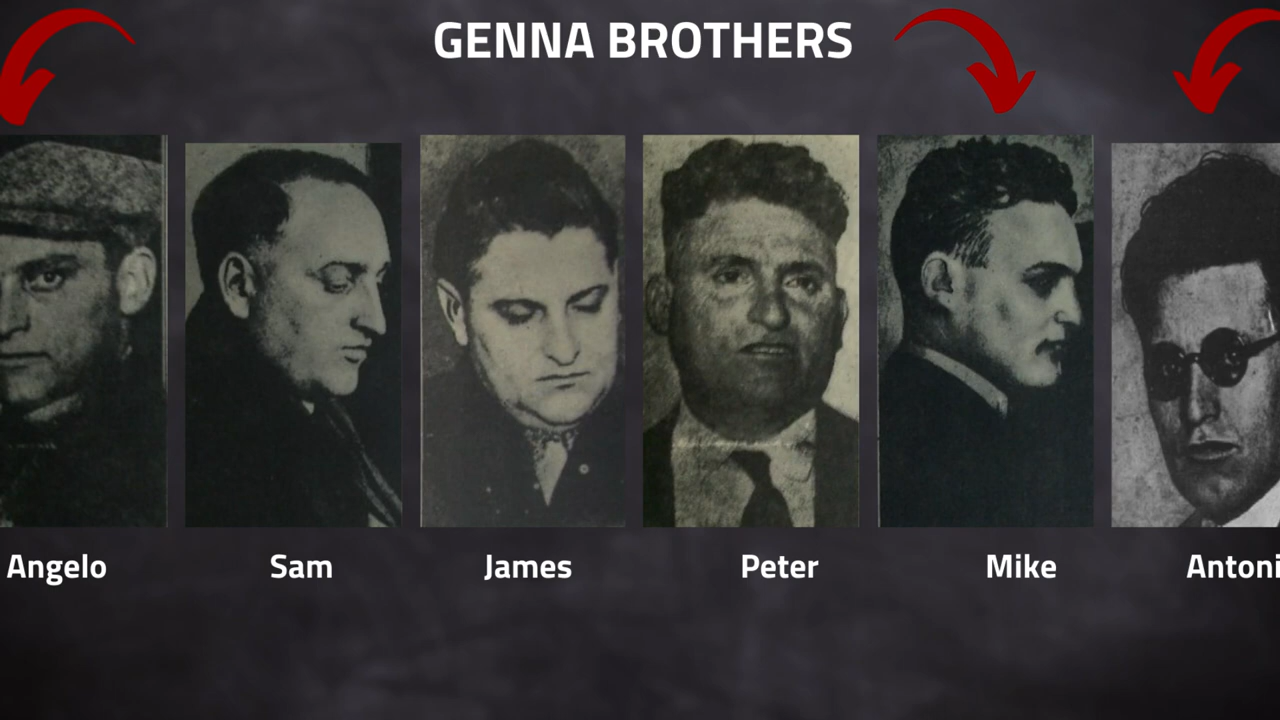 GENNA BROTHERS
Angelo
Sam
James
Peter
Mike
Antoni